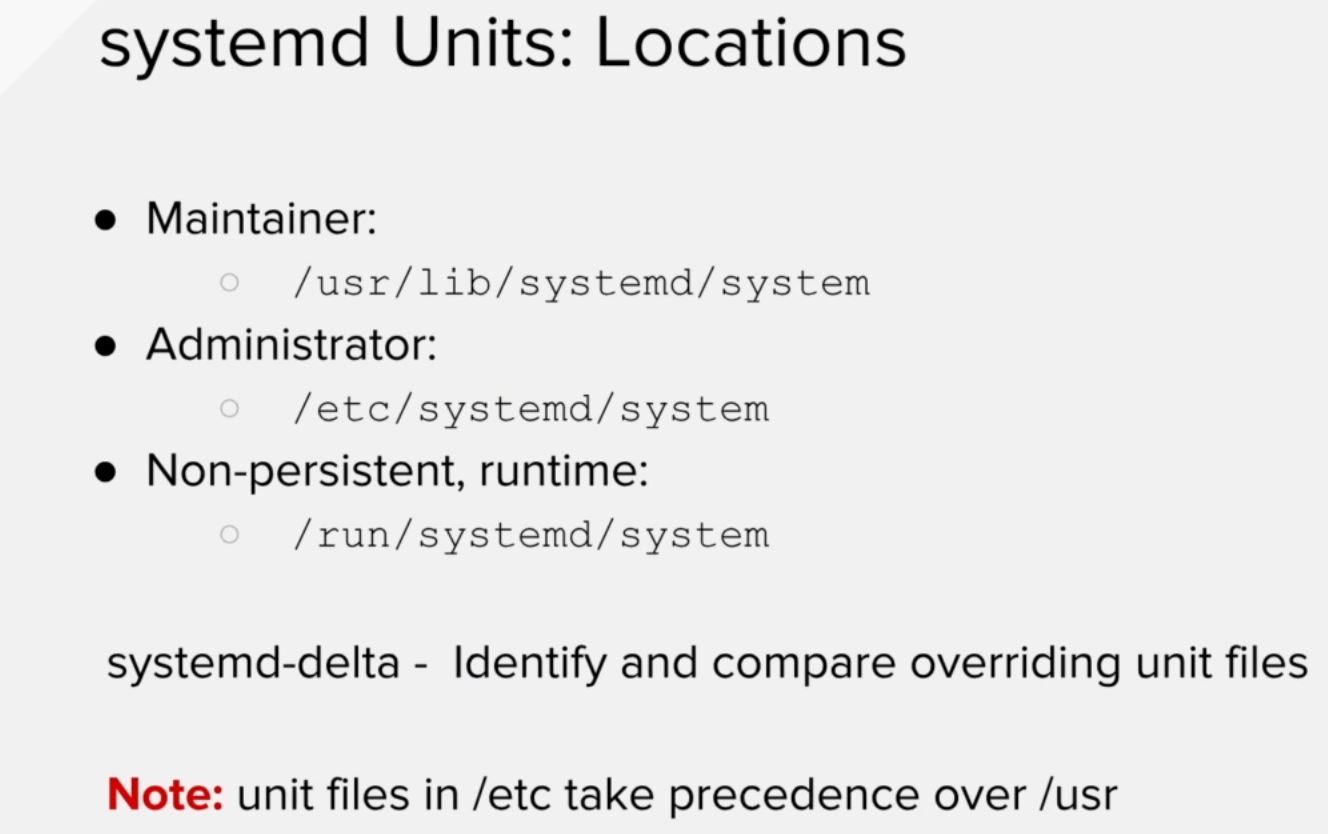 systemd Units: Locations
● Maintainer:
○ /usr/lib/systemd/system
● Administrator:
○ /etc/systemd/system
● Non-persistent, runtime:
○ /run/systemd/system
systemd-delta - Identify and compare overriding unit files
Note: unit files in /etc take precedence over /usr